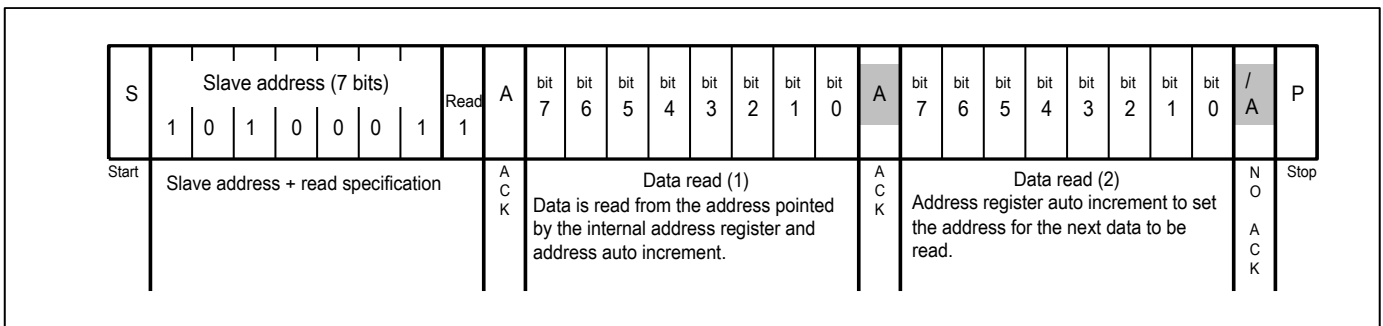 S Slave address (7 bits) Read A bit bit bit bit bit bit bit bit A bit bit bit bit bit bit bit bit / A P
1 0 1 0 0 0 1 1 7 6 5 4 3 2 1 0 7 6 5 4 3 2 1 0
Start
Slave address + read specification
A
C
K
Data read (1)
Data is read from the address pointed
by the internal address register and
address auto increment.
A
C
K
Data read (2)
Address register auto increment to set
the address for the next data to be
read.
N
O
A
C
K
Stop